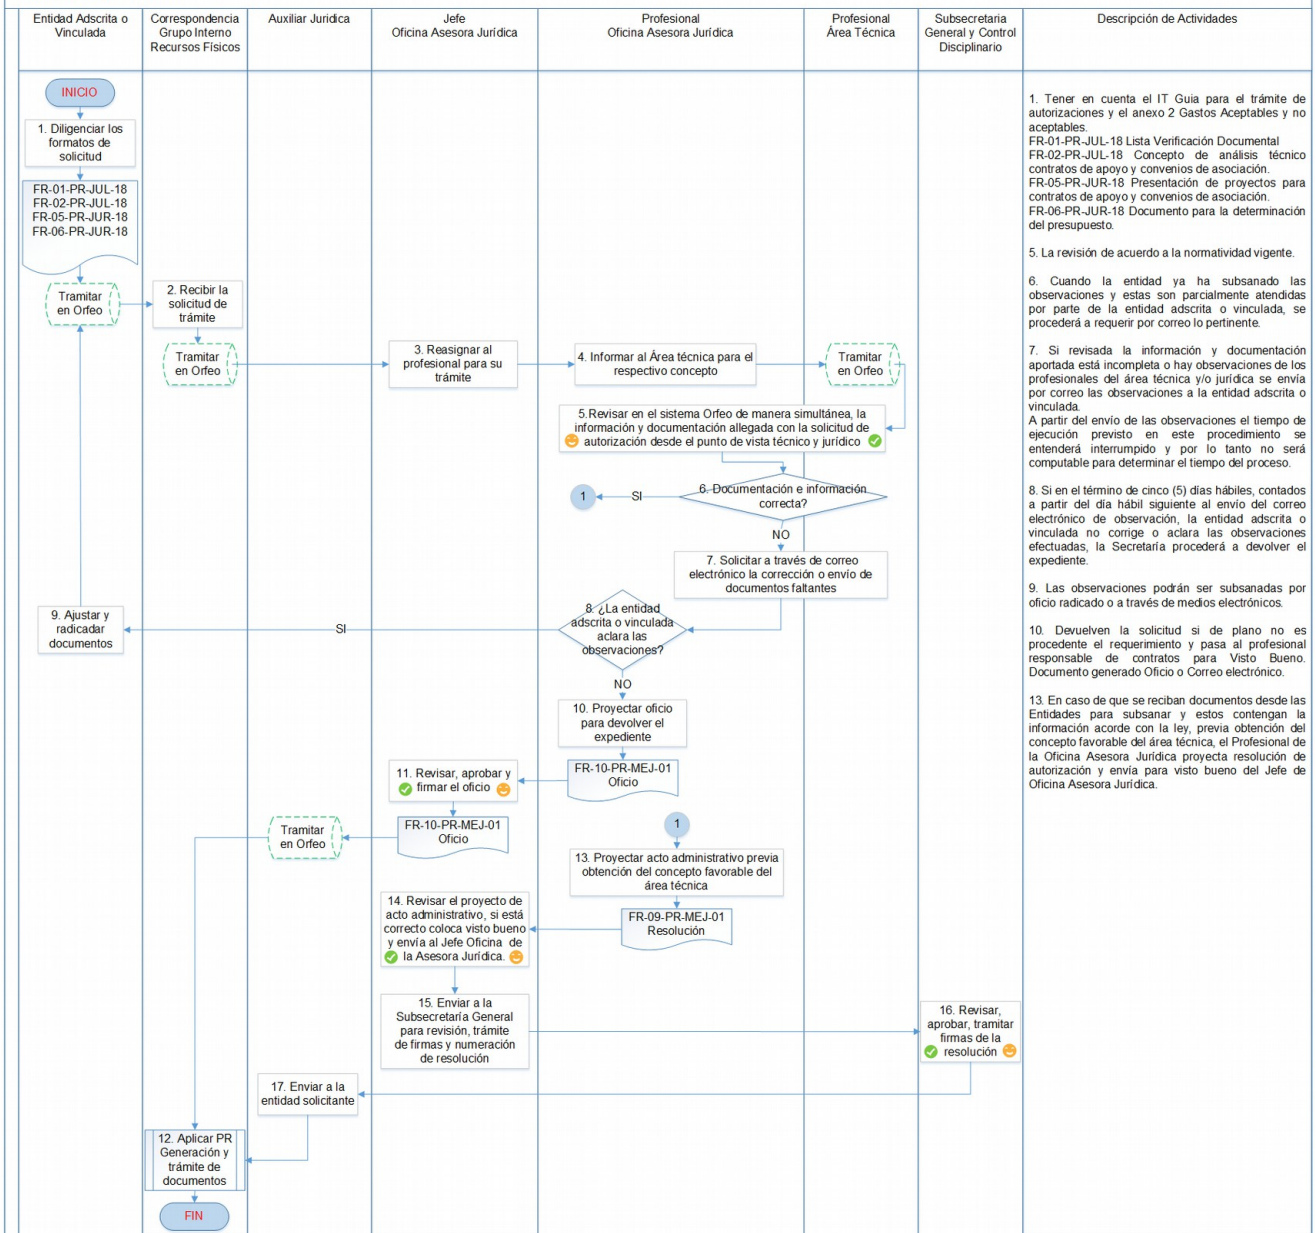 Entidad Adscrita o
Vinculada
Correspondencia
Grupo Interno
Recursos Físicos
Auxiliar Juridica
Jefe
Oficina Asesora Jurídica
Profesional
Oficina Asesora Jurídica
Profesional
Área Técnica
Subsecretaria
General y Control
Disciplinario
Descripción de Actividades
INICIO
1. Diligenciar los
formatos de
solicitud
FR-01-PR-JUL-18
FR-02-PR-JUL-18
FR-05-PR-JUR-18
FR-06-PR-JUR-18
Tramitar
en Orfeo
2. Recibir la
solicitud de
trámite
Tramitar
en Orfeo
3. Reasignar al
profesional para su
trámite
4. Informar al Área técnica para el
respectivo concepto
Tramitar
en Orfeo
5.Revisar en el sistema Orfeo de manera simultánea, la
información y documentación allegada con la solicitud de
autorización desde el punto de vista técnico y jurídico
6. Documentación e información
correcta?
SI
1
NO
7. Solicitar a través de correo
electrónico la corrección o envío de
documentos faltantes
8. ¿La entidad
adscrita o vinculada
aclara las
observaciones?
SI
9. Ajustar y
radicadar
documentos
NO
10. Proyectar oficio
para devolver el
expediente
FR-10-PR-MEJ-01
Oficio
11. Revisar, aprobar y
firmar el oficio
FR-10-PR-MEJ-01
Oficio
Tramitar
en Orfeo
1
13. Proyectar acto administrativo previa
obtención del concepto favorable del
área técnica
FR-09-PR-MEJ-01
Resolución
14. Revisar el proyecto de
acto administrativo, si está
correcto coloca visto bueno
y envía al Jefe Oficina de
la Asesora Jurídica.
15. Enviar a la
Subsecretaría General
para revisión, trámite
de firmas y numeración
de resolución
16. Revisar,
aprobar, tramitar
firmas de la
resolución
17. Enviar a la
entidad solicitante
12. Aplicar PR
Generación y
trámite de
documentos
FIN
1. Tener en cuenta el IT Guia para el trámite de
autorizaciones y el anexo 2 Gastos Aceptables y no
aceptables.
FR-01-PR-JUL-18 Lista Verificación Documental
FR-02-PR-JUL-18 Concepto de análisis técnico
contratos de apoyo y convenios de asociación.
FR-05-PR-JUR-18 Presentación de proyectos para
contratos de apoyo y convenios de asociación.
FR-06-PR-JUR-18 Documento para la determinación
del presupuesto.
5. La revisión de acuerdo a la normatividad vigente.
6. Cuando la entidad ya ha subsanado las
observaciones y estas son parcialmente atendidas
por parte de la entidad adscrita o vinculada, se
procederá a requerir por correo lo pertinente.
7. Si revisada la información y documentación
aportada está incompleta o hay observaciones de los
profesionales del área técnica y/o jurídica se envía
por correo las observaciones a la entidad adscrita o
vinculada.
A partir del envío de las observaciones el tiempo de
ejecución previsto en este procedimiento se
entenderá interrumpido y por lo tanto no será
computable para determinar el tiempo del proceso.
8. Si en el término de cinco (5) días hábiles, contados
a partir del día hábil siguiente al envío del correo
electrónico de observación, la entidad adscrita o
vinculada no corrige o aclara las observaciones
efectuadas, la Secretaría procederá a devolver el
expediente.
9. Las observaciones podrán ser subsanadas por
oficio radicado o a través de medios electrónicos.
10. Devuelven la solicitud si de plano no es
procedente el requerimiento y pasa al profesional
responsable de contratos para Visto Bueno.
Documento generado Oficio o Correo electrónico.
13. En caso de que se reciban documentos desde las
Entidades para subsanar y estos contengan la
información acorde con la ley, previa obtención del
concepto favorable del área técnica, el Profesional de
la Oficina Asesora Jurídica proyecta resolución de
autorización y envía para visto bueno del Jefe de
Oficina Asesora Jurídica.